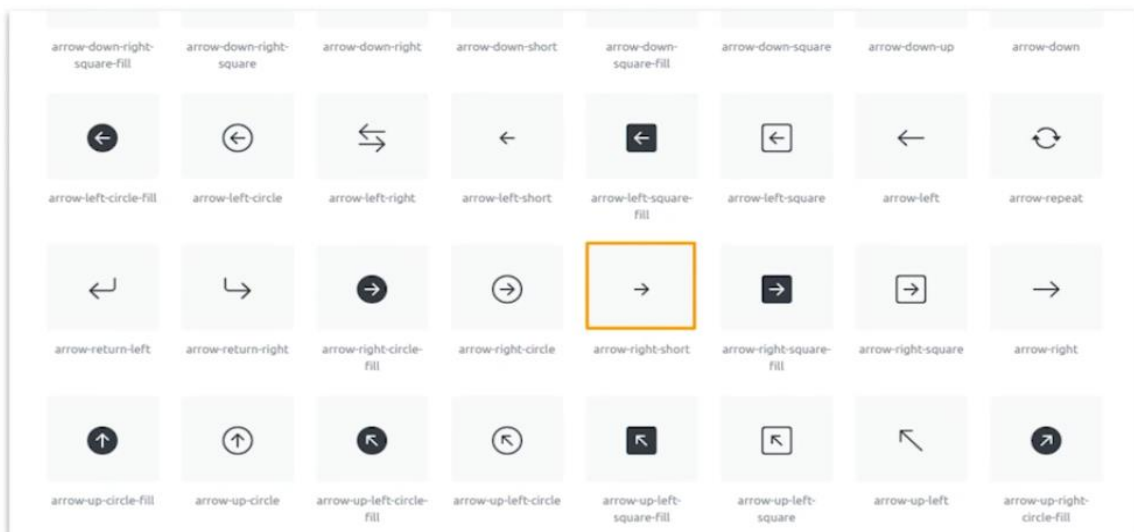 arrow-down-right-square-fill
arrow-down-right-square
arrow-down-right
arrow-down-short
arrow-down-square-fill
arrow-down-square
arrow-down-up
arrow-down
arrow-left-circle-fill
arrow-left-circle
arrow-left-right
arrow-left-short
arrow-left-square-fill
arrow-left-square
arrow-left
arrow-repeat
arrow-return-left
arrow-return-right
arrow-right-circle-fill
arrow-right-circle
arrow-right-short
arrow-right-square-fill
arrow-right-square
arrow-right
arrow-up-circle-fill
arrow-up-circle
arrow-up-left-circle-fill
arrow-up-left-circle
arrow-up-left-square-fill
arrow-up-left-square
arrow-up-left
arrow-up-right-circle-fill